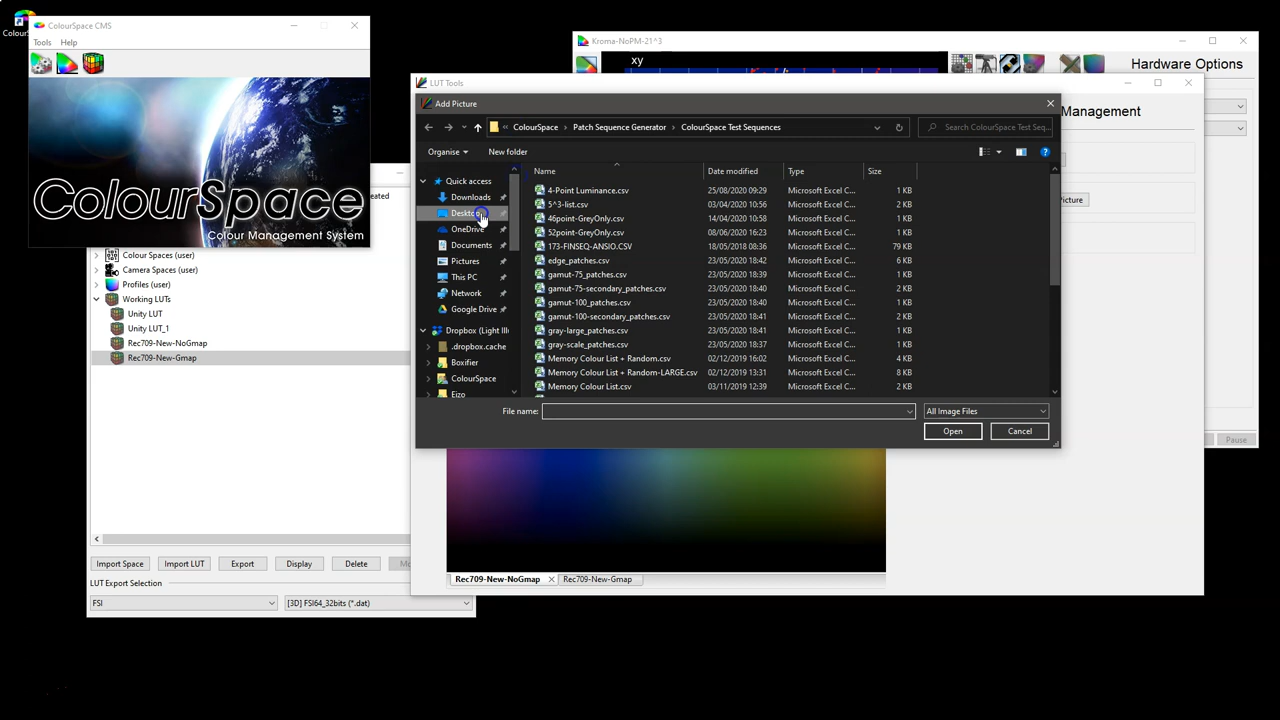 ColourS
ColourSpace CMS
Tools Help
ColourSpace
Colour Management System
eated
Colour Spaces (user)
Camera Spaces (user)
Profiles (user)
Working LUTs
Unity LUT
Unity LUT_1
Rec709-New-NoGmap
Rec709-New-Gmap
Import Space Import LUT Export Display Delete
LUT Export Selection
FSI [3D] FSI64_32bits (*.dat)
Kroma-NoPM-21^3
xy
Hardware Options
LUT Tools
Management
icture
Pause
Add Picture
« ColourSpace > Patch Sequence Generator > ColourSpace Test Sequences
Search ColourSpace Test Seq...
Organise New folder
Quick access
Downloads
Desktop
OneDrive
Documents
Pictures
This PC
Network
Google Drive
Dropbox (Light Ill
.dropbox.cache
Boxifier
ColourSpace
Eizo
Name Date modified Type Size
4-Point Luminance.csv 25/08/2020 09:29 Microsoft Excel C... 1 KB
5^3-list.csv 03/04/2020 10:56 Microsoft Excel C... 2 KB
46point-GreyOnly.csv 14/04/2020 10:58 Microsoft Excel C... 1 KB
52point-GreyOnly.csv 08/06/2020 16:23 Microsoft Excel C... 1 KB
173-FINSEQ-ANSIO.CSV 18/05/2018 08:36 Microsoft Excel C... 79 KB
edge_patches.csv 23/05/2020 18:42 Microsoft Excel C... 6 KB
gamut-75_patches.csv 23/05/2020 18:39 Microsoft Excel C... 1 KB
gamut-75-secondary_patches.csv 23/05/2020 18:40 Microsoft Excel C... 2 KB
gamut-100_patches.csv 23/05/2020 18:40 Microsoft Excel C... 1 KB
gamut-100-secondary_patches.csv 23/05/2020 18:41 Microsoft Excel C... 2 KB
gray-large_patches.csv 23/05/2020 18:41 Microsoft Excel C... 1 KB
gray-scale_patches.csv 23/05/2020 18:37 Microsoft Excel C... 1 KB
Memory Colour List + Random.csv 02/12/2019 16:02 Microsoft Excel C... 4 KB
Memory Colour List + Random-LARGE.csv 02/12/2019 13:31 Microsoft Excel C... 8 KB
Memory Colour List.csv 03/11/2019 12:39 Microsoft Excel C... 2 KB
File name: All Image Files
Open Cancel
Rec709-New-NoGmap Rec709-New-Gmap